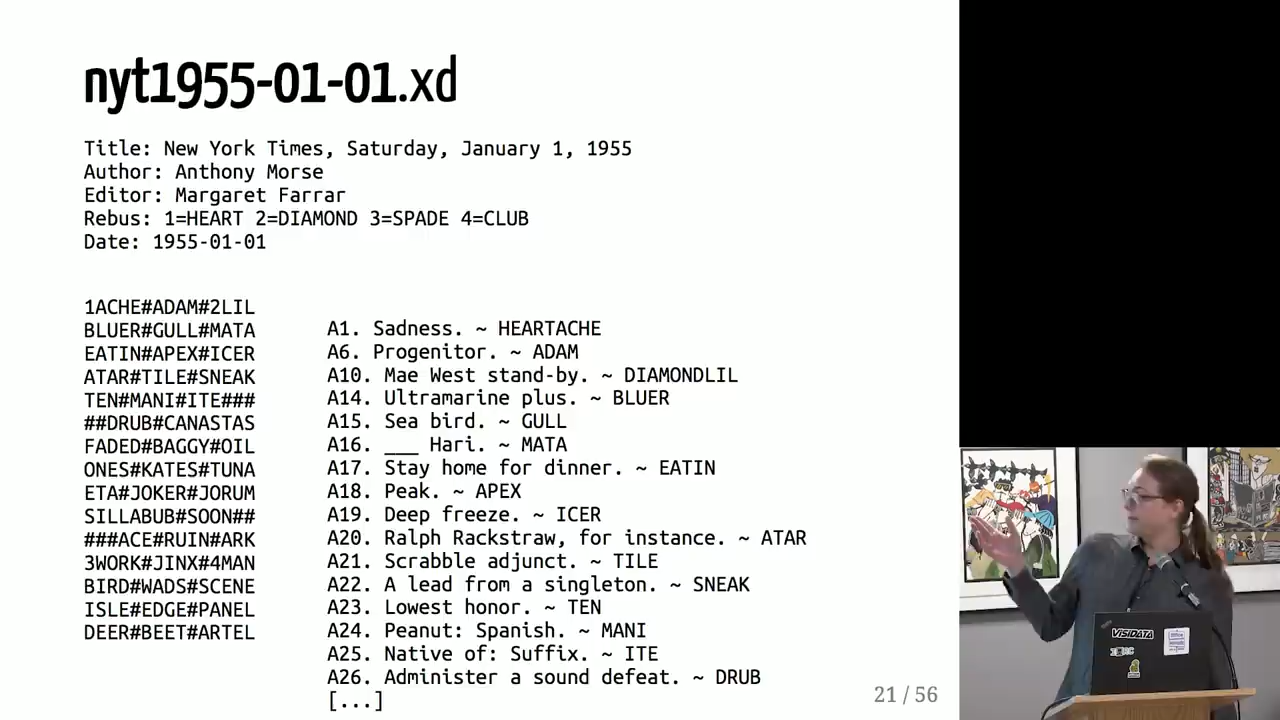 nyt1955-01-01.xd
Title: New York Times, Saturday, January 1, 1955
Author: Anthony Morse
Editor: Margaret Farrar
Rebus: 1=HEART 2=DIAMOND 3=SPADE 4=CLUB
Date: 1955-01-01
1ACHE#ADAM#2LIL
BLUER#GULL#MATA
EATIN#APEX#ICER
ATAR#TILE#SNEAK
TEN#MANI#ITE###
##DRUB#CANASTAS
FADED#BAGGY#OIL
ONES#KATES#TUNA
ETA#JOKER#JORUM
SILLABUB#SOON##
###ACE#RUIN#ARK
3WORK#JINX#4MAN
BIRD#WADS#SCENE
ISLE#EDGE#PANEL
DEER#BEET#ARTEL
A1. Sadness. ~ HEARTACHE
A6. Progenitor. ~ ADAM
A10. Mae West stand-by. ~ DIAMONDLIL
A14. Ultramarine plus. ~ BLUER
A15. Sea bird. ~ GULL
A16. ___ Hari. ~ MATA
A17. Stay home for dinner. ~ EATIN
A18. Peak. ~ APEX
A19. Deep freeze. ~ ICER
A20. Ralph Rackstraw, for instance. ~ ATAR
A21. Scrabble adjunct. ~ TILE
A22. A lead from a singleton. ~ SNEAK
A23. Lowest honor. ~ TEN
A24. Peanut: Spanish. ~ MANI
A25. Native of: Suffix. ~ ITE
A26. Administer a sound defeat. ~ DRUB
[...]
21 / 56
VISIDATA